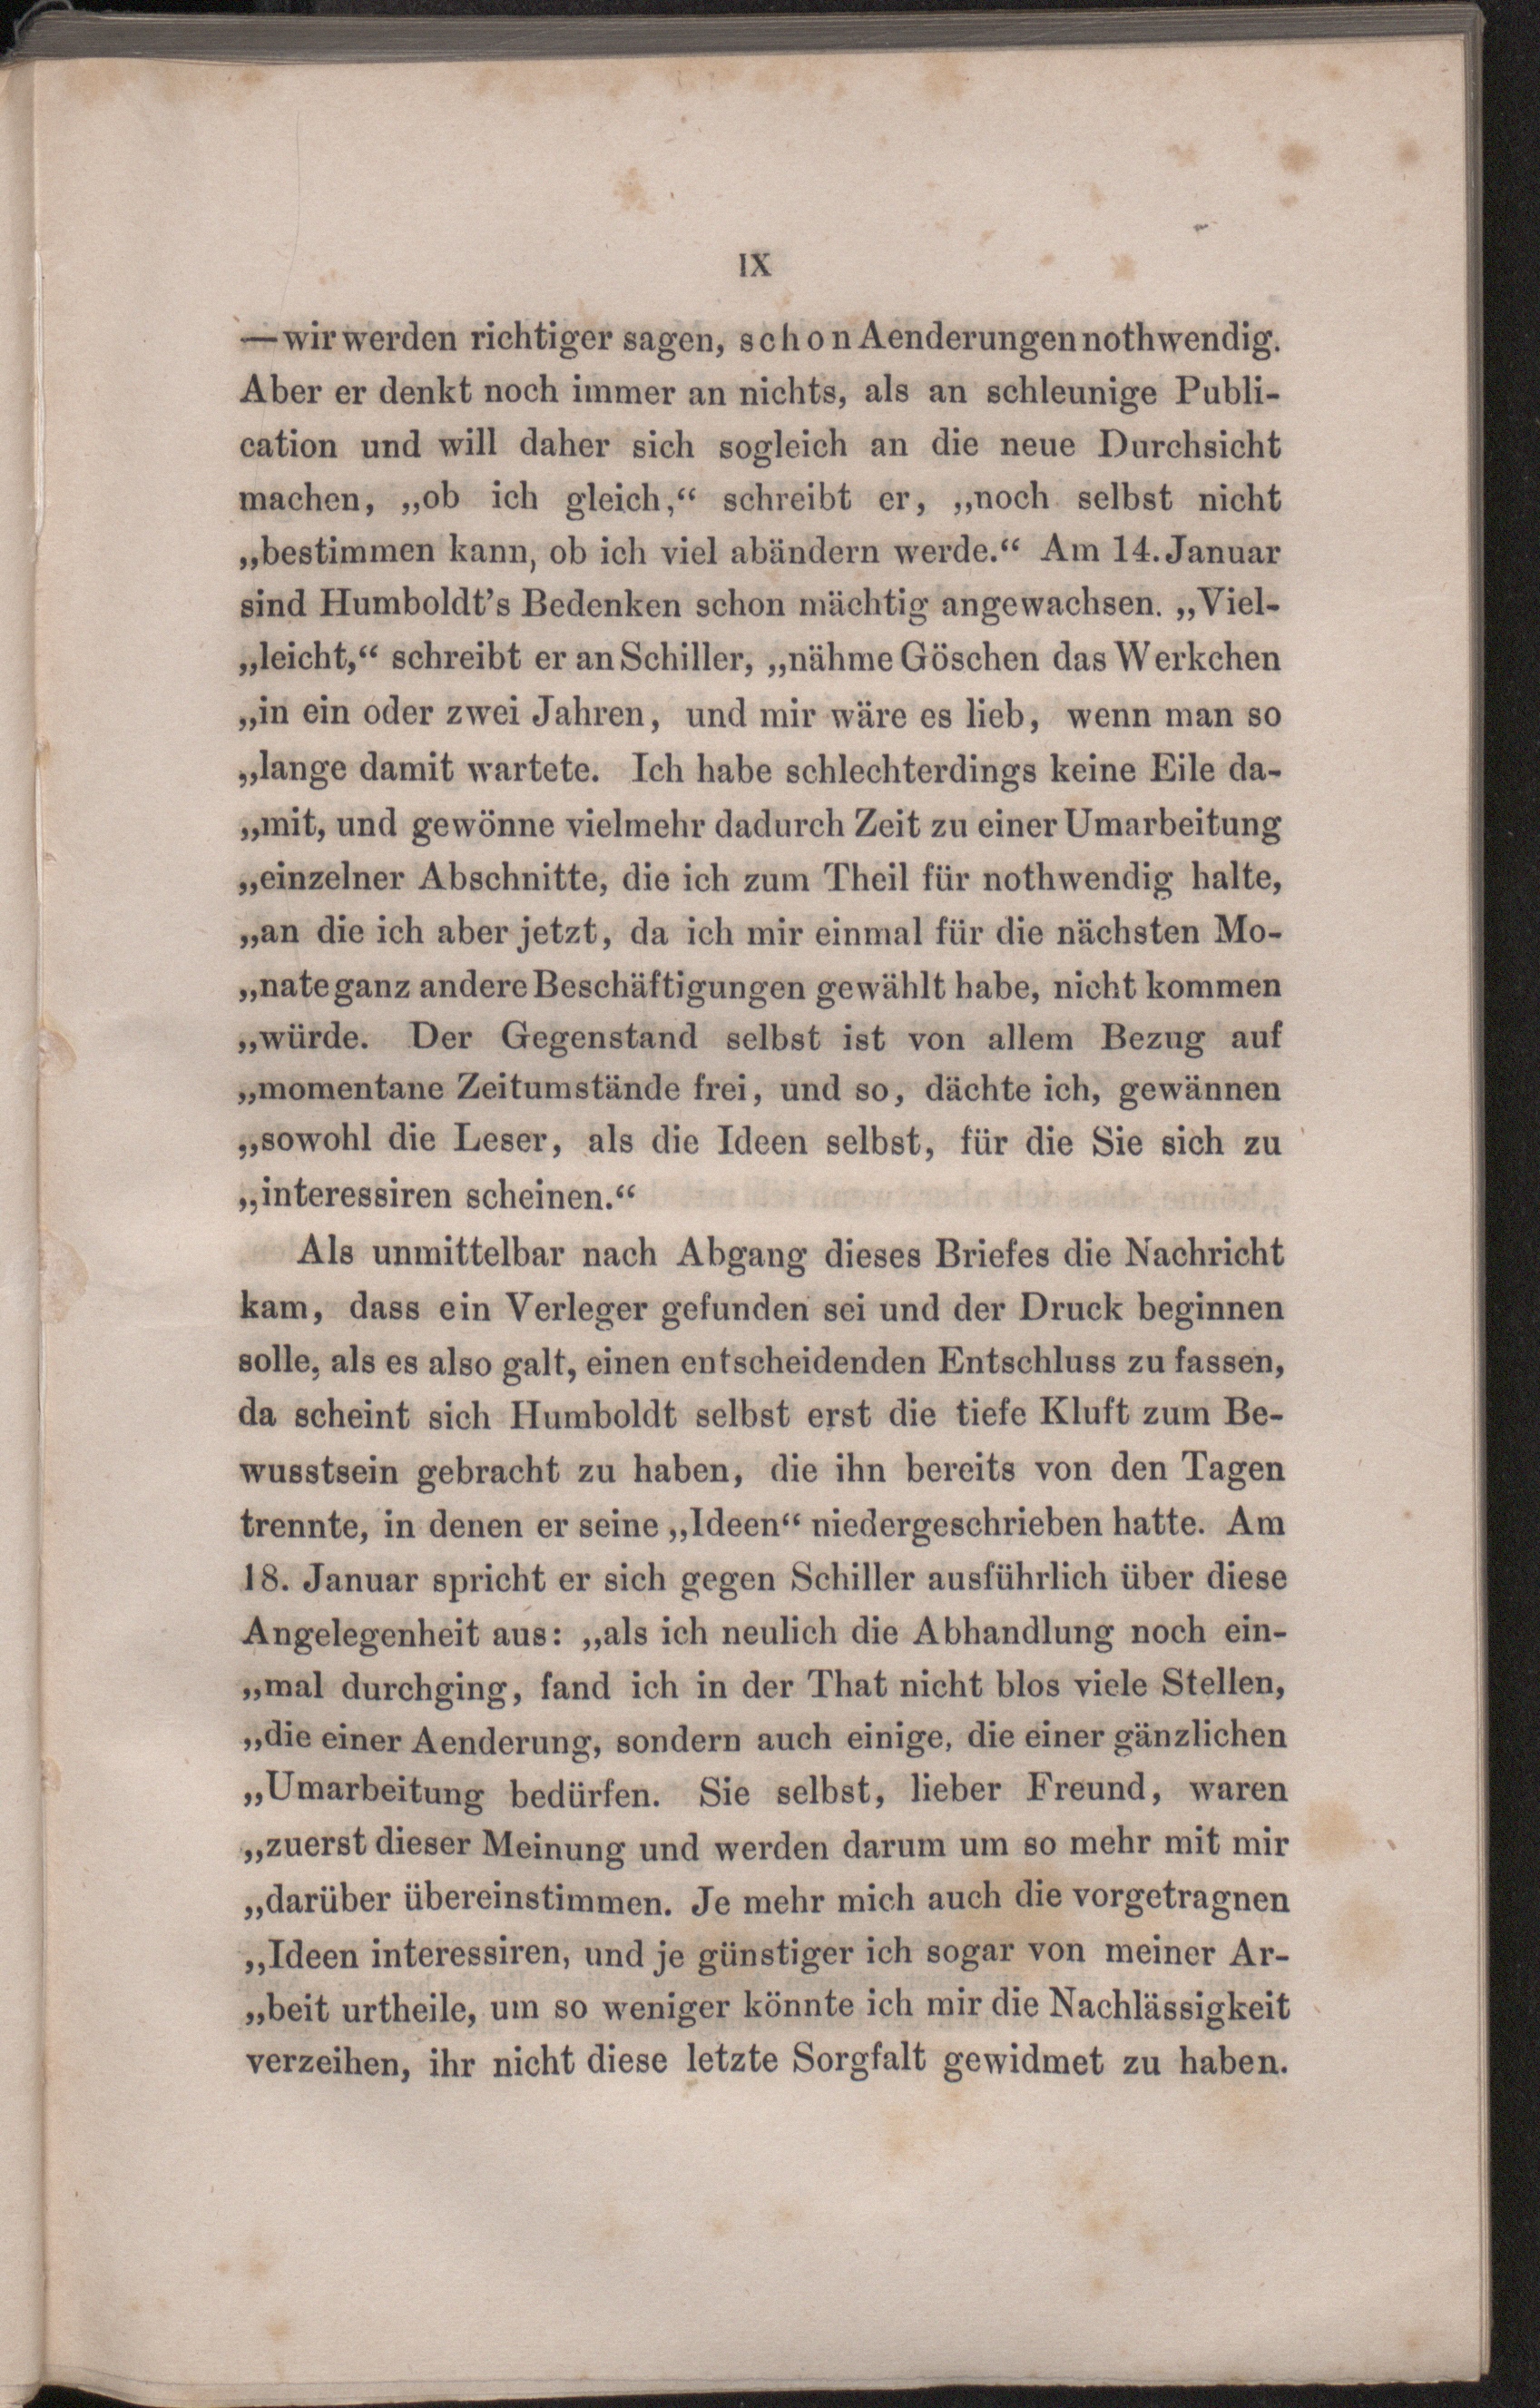 IX
— wir werden richtiger sagen, schon Aenderungen nothwendig.
Aber er denkt noch immer an nichts, als an schleunige Publi-
cation und will daher sich sogleich an die neue Durchsicht
machen, „ob ich gleich,“ schreibt er, „noch selbst nicht
„bestimmen kann, ob ich viel abändern werde.“ Am 14. Januar
sind Humboldt's Bedenken schon mächtig angewachsen. „Viel-
„leicht,“ schreibt er an Schiller, „nähme Göschen das Werkchen
„in ein oder zwei Jahren, und mir wäre es lieb, wenn man so
„lange damit wartete. Ich habe schlechterdings keine Eile da-
„mit, und gewönne vielmehr dadurch Zeit zu einer Umarbeitung
„einzelner Abschnitte, die ich zum Theil für nothwendig halte,
„an die ich aber jetzt, da ich mir einmal für die nächsten Mo-
„nate ganz andere Beschäftigungen gewählt habe, nicht kommen
„würde. Der Gegenstand selbst ist von allem Bezug auf
„momentane Zeitumstände frei, und so, dächte ich, gewännen
„sowohl die Leser, als die Ideen selbst, für die Sie sich zu
„interessiren scheinen.“
Als unmittelbar nach Abgang dieses Briefes die Nachricht
kam, dass ein Verleger gefunden sei und der Druck beginnen
solle, als es also galt, einen entscheidenden Entschluss zu fassen,
da scheint sich Humboldt selbst erst die tiefe Kluft zum Be-
wusstsein gebracht zu haben, die ihn bereits von den Tagen
trennte, in denen er seine „Ideen“ niedergeschrieben hatte. Am
18. Januar spricht er sich gegen Schiller ausführlich über diese
Angelegenheit aus: „als ich neulich die Abhandlung noch ein-
„mal durchging, fand ich in der That nicht blos viele Stellen,
„die einer Aenderung, sondern auch einige, die einer gänzlichen
„Umarbeitung bedürfen. Sie selbst, lieber Freund, waren
„zuerst dieser Meinung und werden darum um so mehr mit mir
„darüber übereinstimmen. Je mehr mich auch die vorgetragnen
„Ideen interessiren, und je günstiger ich sogar von meiner Ar-
„beit urtheile, um so weniger könnte ich mir die Nachlässigkeit
verzeihen, ihr nicht diese letzte Sorgfalt gewidmet zu haben.